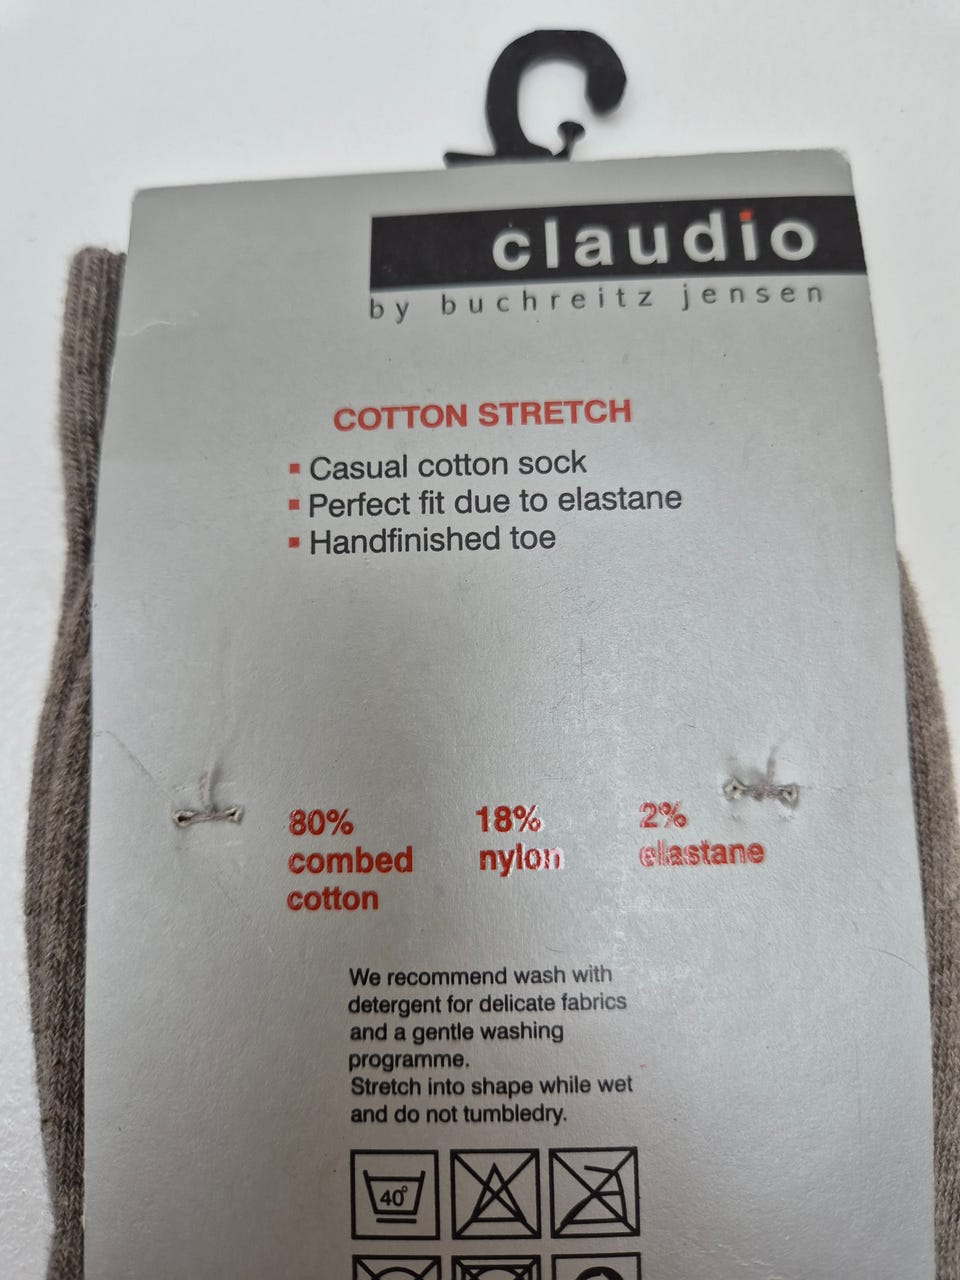 claudio
by buchreitz jensen
COTTON STRETCH
Casual cotton sock
Perfect fit due to elastane
Handfinished toe
80% 18% 2%
combed nylon elastane
cotton
We recommend wash with
detergent for delicate fabrics
and a gentle washing
programme.
Stretch into shape while wet
and do not tumbledry.
40°